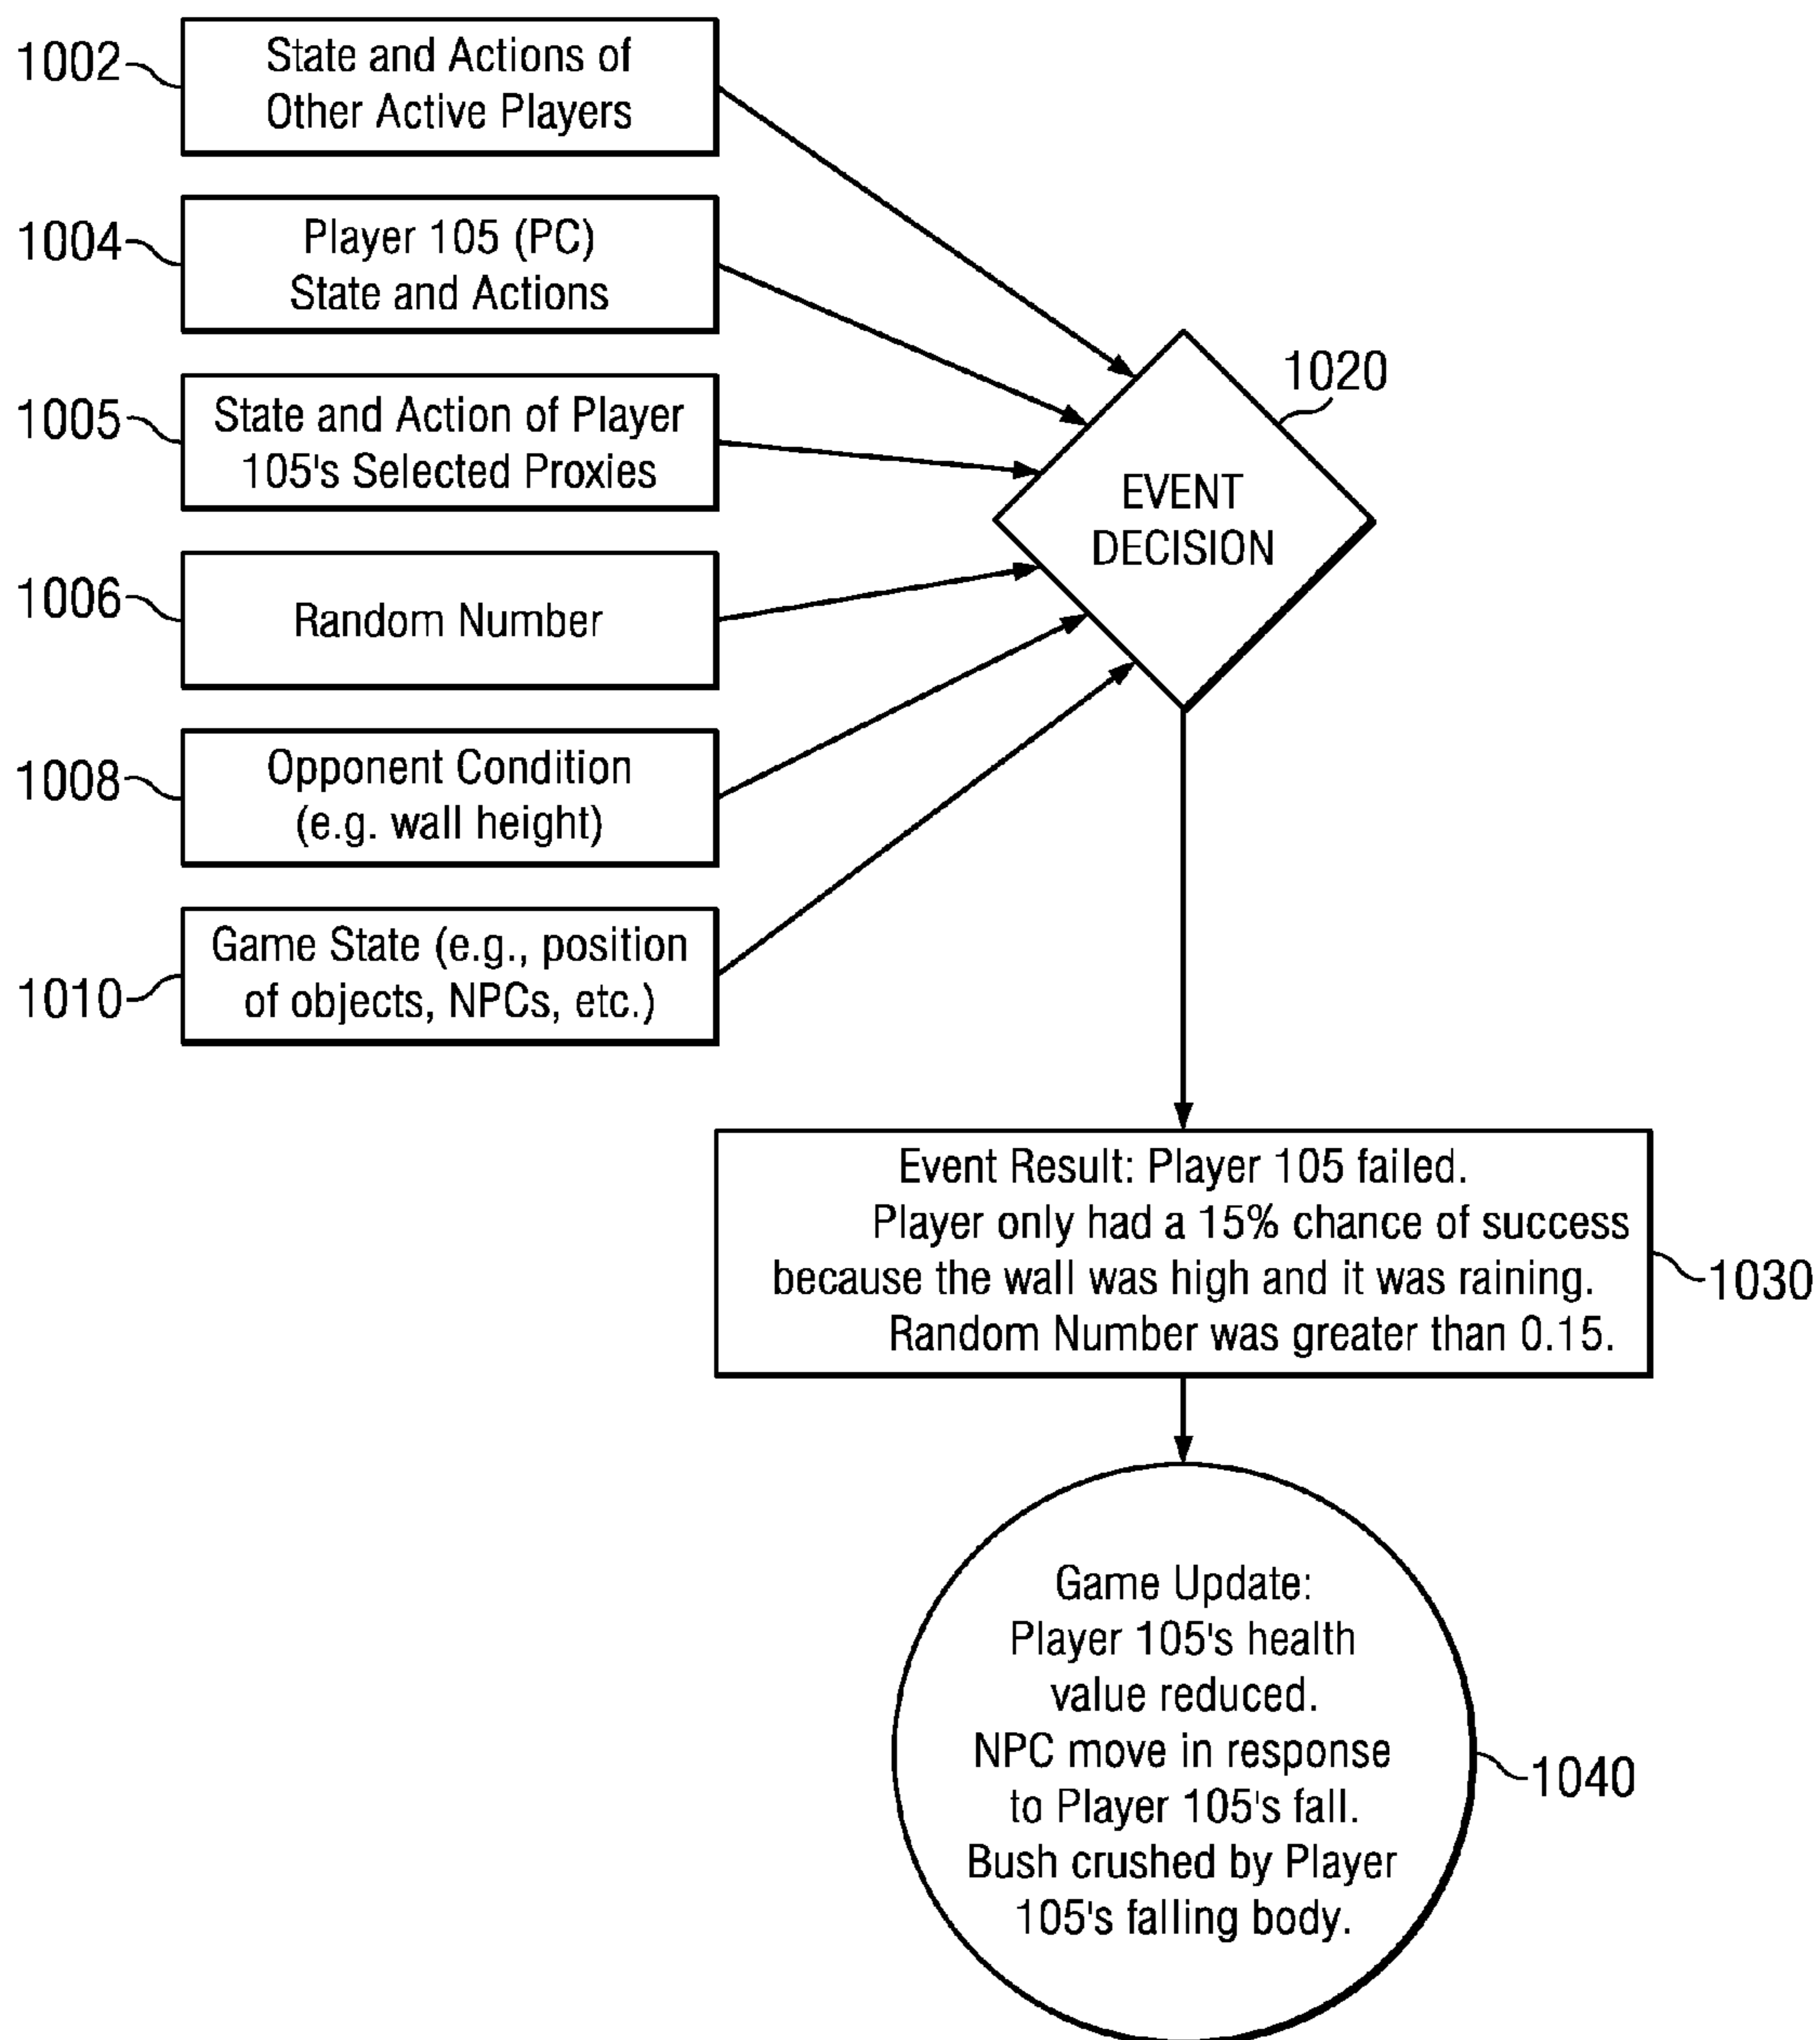 1002
State and Actions of
Other Active Players
1004
Player 105 (PC)
State and Actions
1005
State and Action of Player
105's Selected Proxies
1006
Random Number
1008
Opponent Condition
(e.g. wall height)
1010
Game State (e.g., position
of objects, NPCs, etc.)
1020
EVENT
DECISION
Event Result: Player 105 failed.
Player only had a 15% chance of success
because the wall was high and it was raining.
Random Number was greater than 0.15.
1030
Game Update:
Player 105's health
value reduced.
NPC move in response
to Player 105's fall.
Bush crushed by Player
105's falling body.
1040